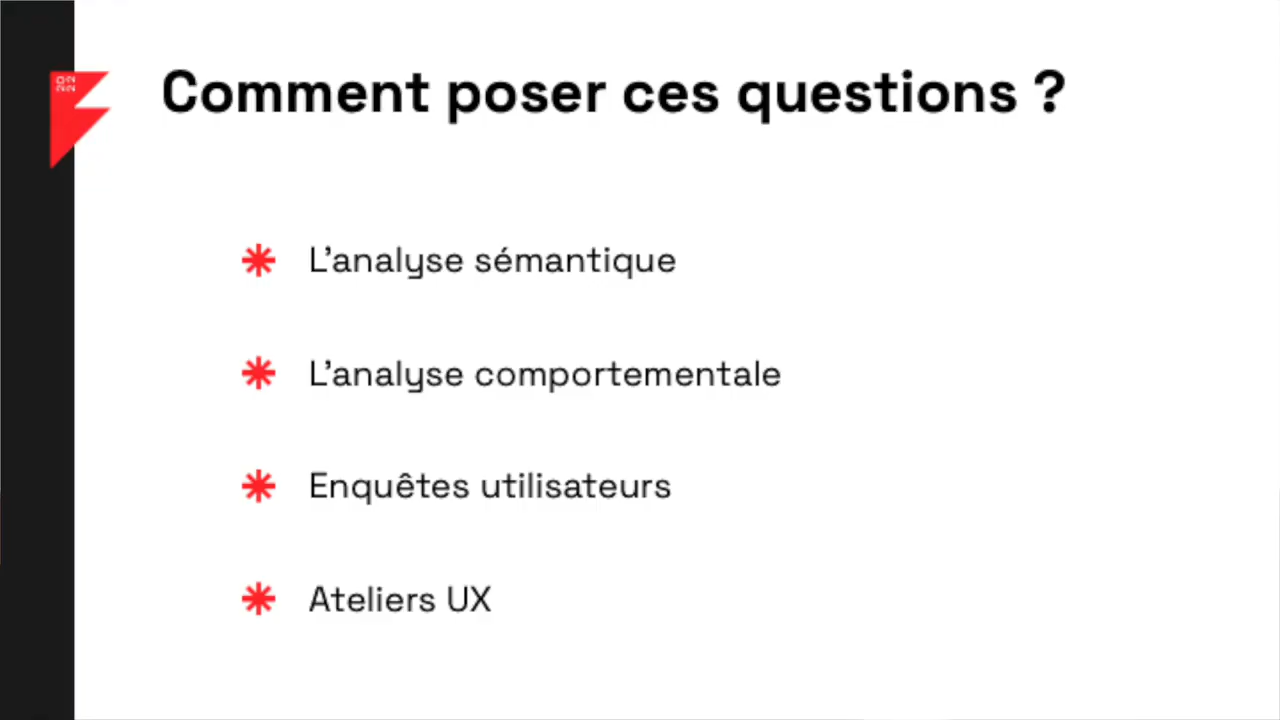 Comment poser ces questions ?
L'analyse sémantique
L'analyse comportementale
Enquêtes utilisateurs
Ateliers UX